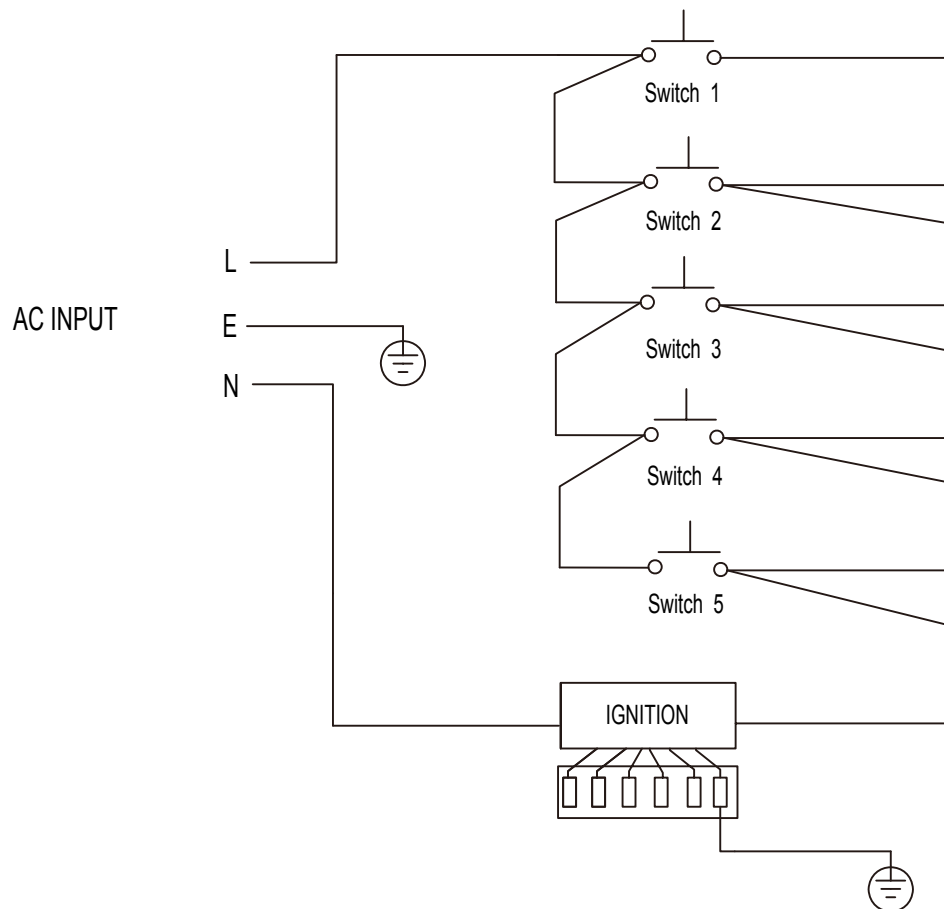 Switch 1
Switch 2
L
AC INPUT
E
Switch 3
N
Switch 4
Switch 5
IGNITION